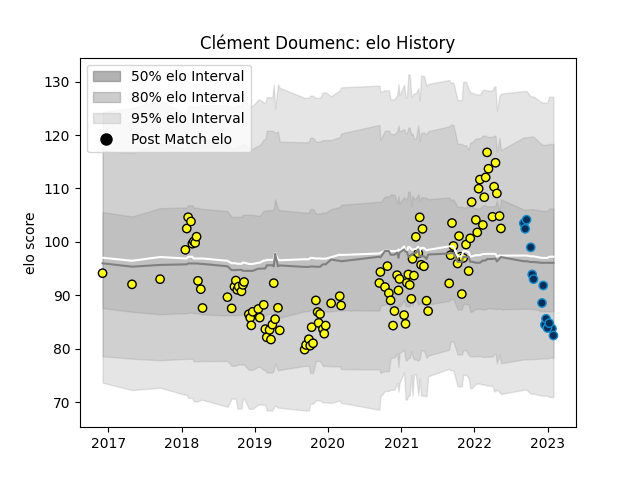 Clément Doumenc: elo History
50% elo Interval
80% elo Interval
95% elo Interval
Post Match elo
elo score
130
120
110
100
90
80
70
2017 2018 2019 2020 2021 2022 2023